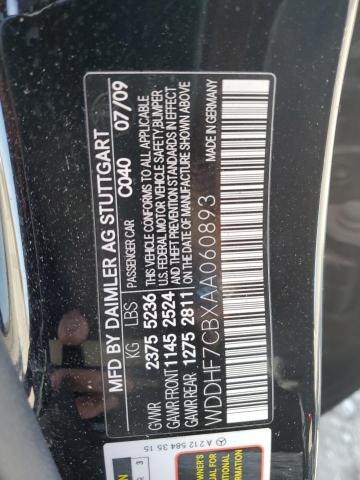 MFD BY DAIMLER AG STUTTGART
PASSENGER CAR C040 07/09
KG LBS
GVWR 2375 5236
GAWR FRONT 1145 2524
GAWR REAR 1275 2811
THIS VEHICLE CONFORMS TO ALL APPLICABLE
U.S. FEDERAL MOTOR VEHICLE SAFETY, BUMPER
AND THEFT PREVENTION STANDARDS IN EFFECT
ON THE DATE OF MANUFACTURE SHOWN ABOVE
WDDHF7CBXAA060893
MADE IN GERMANY
A 212 584 35 15
R 3